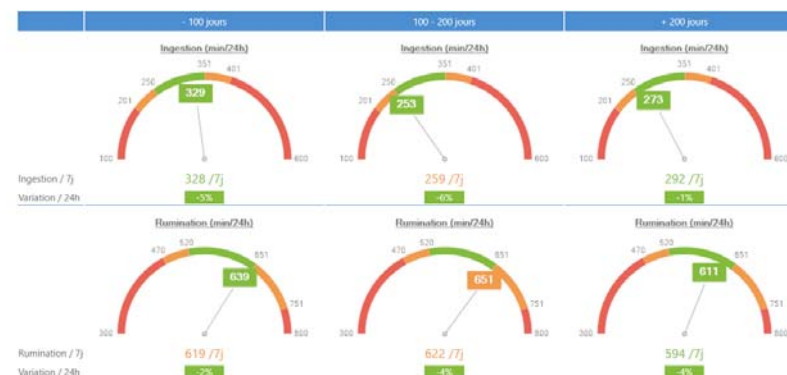 - 100 jours 100 - 200 jours + 200 jours
Ingestion (min/24h) Ingestion (min/24h) Ingestion (min/24h)
351 351 351
401 401 401
250 250 250
329
201 201 201
253 273
100 600 100 600 100 600
Ingestion / 7j 328 /7j 259 /7j 292 /7j
Variation / 24h -5% -6% -1%
Rumination (min/24h) Rumination (min/24h) Rumination (min/24h)
520 520 520
470 651 470 651 470 651
639 651 611
751 751 751
300 800 300 800 300 800
Rumination / 7j 619 /7j 622 /7j 594 /7j
Variation / 24h -2% -4% -4%